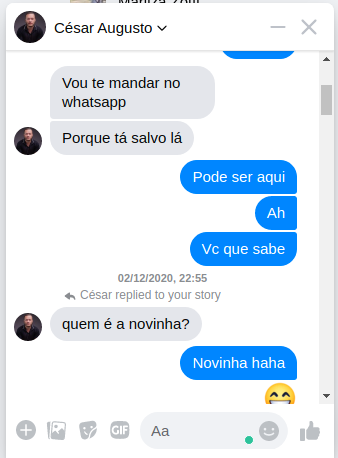 César Augusto
Vou te mandar no
whatsapp
Porque tá salvo lá
Pode ser aqui
Ah
Vc que sabe
02/12/2020, 22:55
César replied to your story
quem é a novinha?
Novinha haha
GIF
Aa